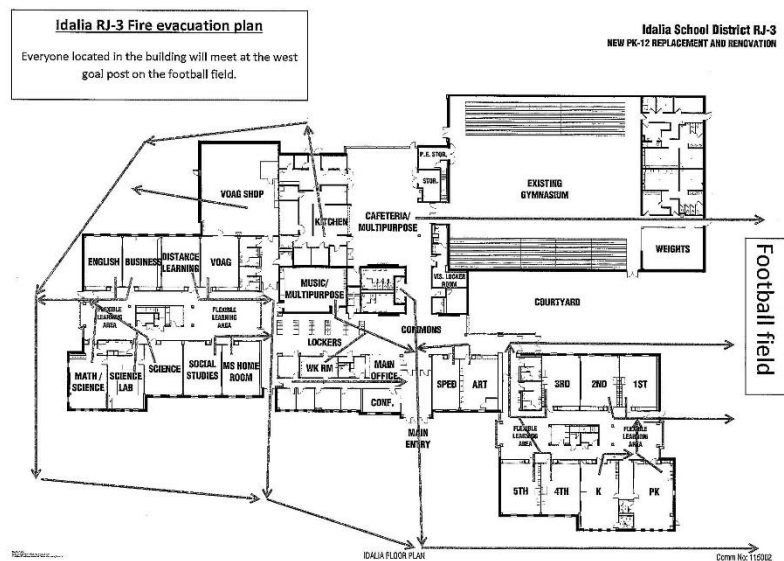 Idalia RJ-3 Fire evacuation plan
Everyone located in the building will meet at the west
goal post on the football field.
Idalia School District RJ-3
NEW PK-12 REPLACEMENT AND RENOVATION
P.E. STOR.
STOR.
VOAG SHOP
KITCHEN
CAFETERIA/
MULTIPURPOSE
EXISTING
GYMNASIUM
WEIGHTS
ENGLISH
BUSINESS
DISTANCE
LEARNING
VOAG
MUSIC/
MULTIPURPOSE
VIS. LOCKER
ROOM
COURTYARD
Football field
FLEXIBLE
LEARNING
AREA
FLEXIBLE
LEARNING
AREA
LOCKERS
COMMONS
MATH /
SCIENCE
SCIENCE
LAB
SCIENCE
SOCIAL
STUDIES
MS HOME
ROOM
WK RM
MAIN
OFFICE
CONF.
SPED
ART
3RD
2ND
1ST
MAIN
ENTRY
FLEXIBLE
LEARNING
AREA
FLEXIBLE
LEARNING
AREA
5TH
4TH
K
PK
IDALIA FLOOR PLAN
Comm No: 115002